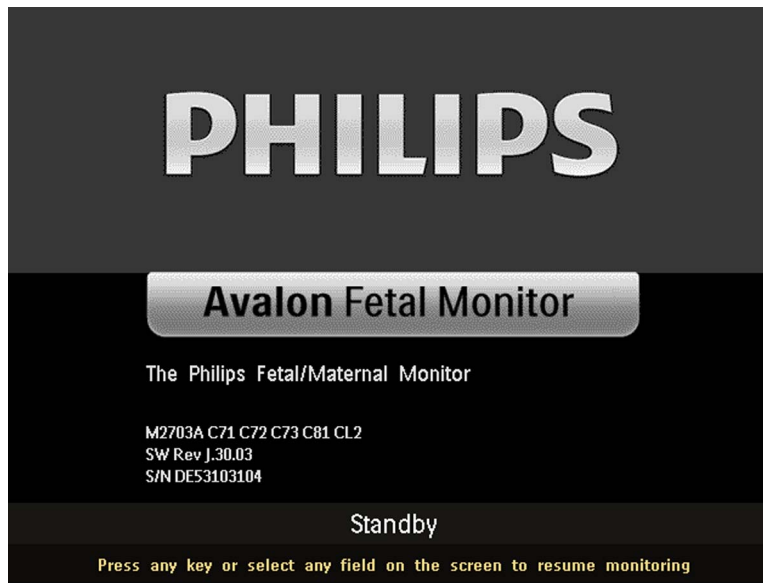 PHILIPS
Avalon Fetal Monitor
The Philips Fetal/Maternal Monitor
M2703A C71 C72 C73 C81 CL2
SW Rev J.30.03
S/N DE53103104
Standby
Press any key or select any field on the screen to resume monitoring